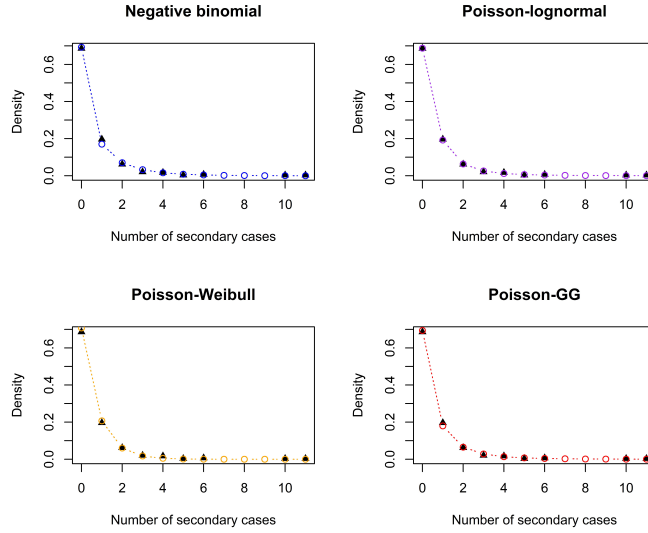 Negative binomial
Density
0.0 0.2 0.4 0.6
0 2 4 6 8 10
Number of secondary cases
Poisson-lognormal
Density
0.0 0.2 0.4 0.6
0 2 4 6 8 10
Number of secondary cases
Poisson-Weibull
Density
0.0 0.2 0.4 0.6
0 2 4 6 8 10
Number of secondary cases
Poisson-GG
Density
0.0 0.2 0.4 0.6
0 2 4 6 8 10
Number of secondary cases